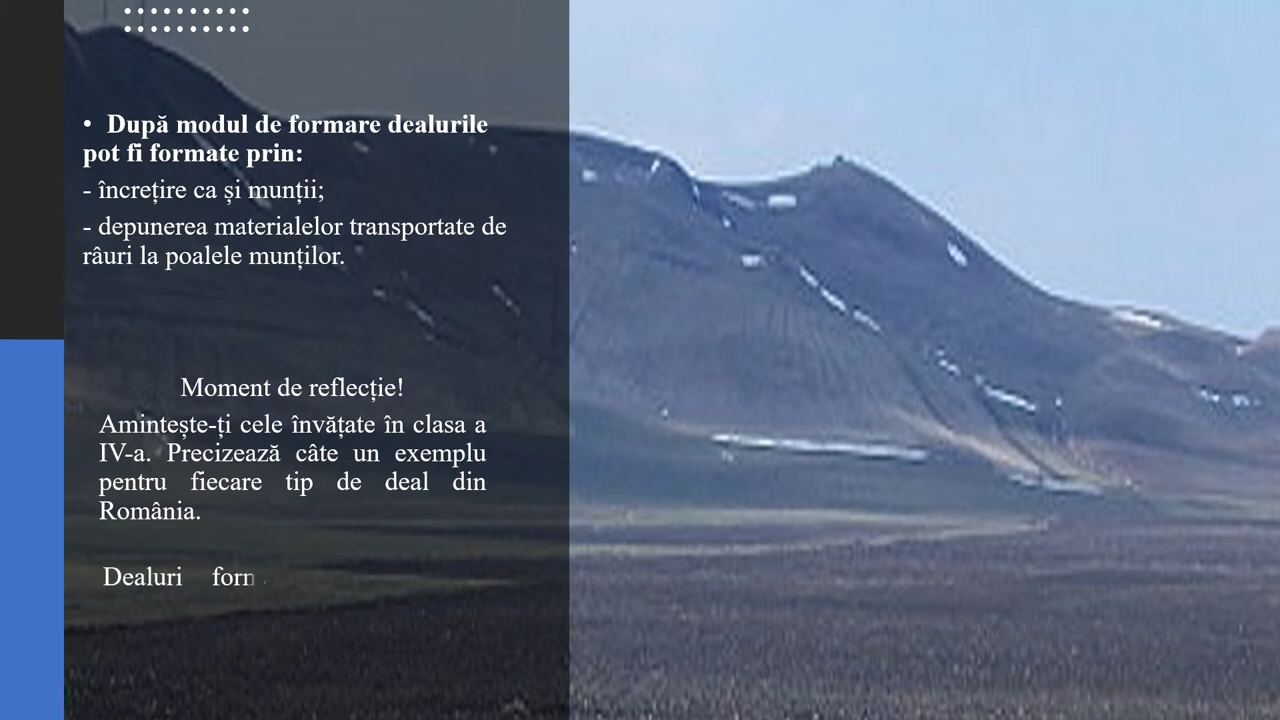 • După modul de formare dealurile
pot fi formate prin:
- încrețire ca și munții;
- depunerea materialelor transportate de
râuri la poalele munților.
Moment de reflecție!
Amintește-ți cele învățate în clasa a
IV-a. Precizează câte un exemplu
pentru fiecare tip de deal din
România.
Dealuri